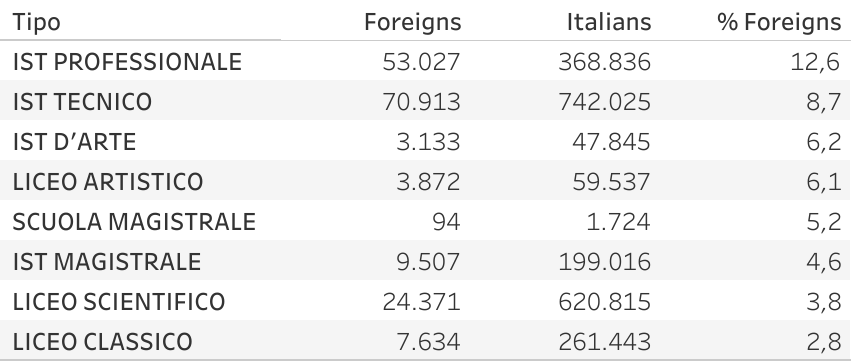 Tipo Foreigns Italians % Foreigns
IST PROFESSIONALE 53.027 368.836 12,6
IST TECNICO 70.913 742.025 8,7
IST D’ARTE 3.133 47.845 6,2
LICEO ARTISTICO 3.872 59.537 6,1
SCUOLA MAGISTRALE 94 1.724 5,2
IST MAGISTRALE 9.507 199.016 4,6
LICEO SCIENTIFICO 24.371 620.815 3,8
LICEO CLASSICO 7.634 261.443 2,8